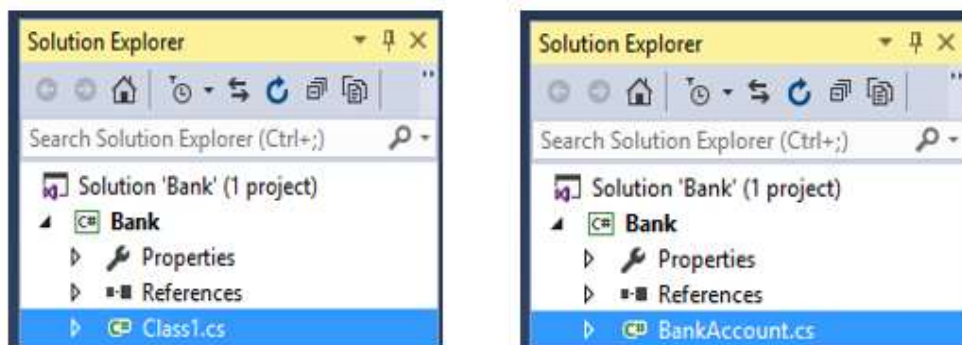 Solution Explorer
Search Solution Explorer (Ctrl+;)
Solution 'Bank' (1 project)
C# Bank
Properties
References
C# Class1.cs
Solution Explorer
Search Solution Explorer (Ctrl+;)
Solution 'Bank' (1 project)
C# Bank
Properties
References
C# BankAccount.cs